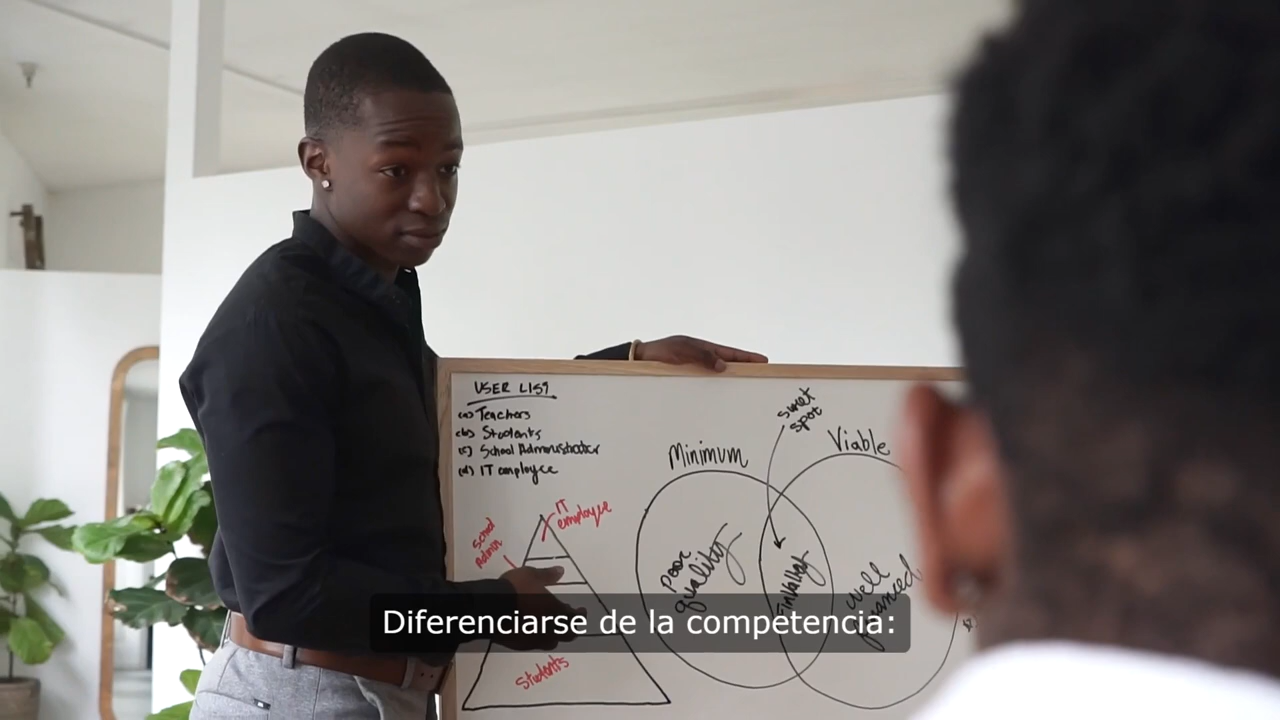 USER LIST
(a) Teachers
(b) Students
(c) School Administrator
(d) IT employee
sweet
spot
Minimum
Viable
IT
employee
School
Admin
Poor
quality
well
Students
Diferenciarse de la competencia: